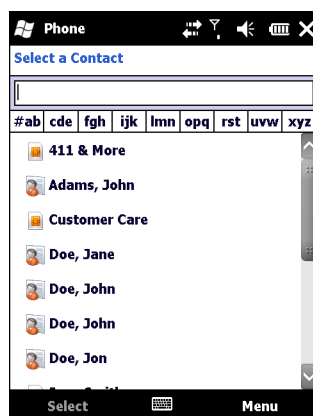 Phone
Select a Contact
#ab cde fgh ijk lmn opq rst uvw xyz
411 & More
Adams, John
Customer Care
Doe, Jane
Doe, John
Doe, John
Doe, Jon
Select Menu